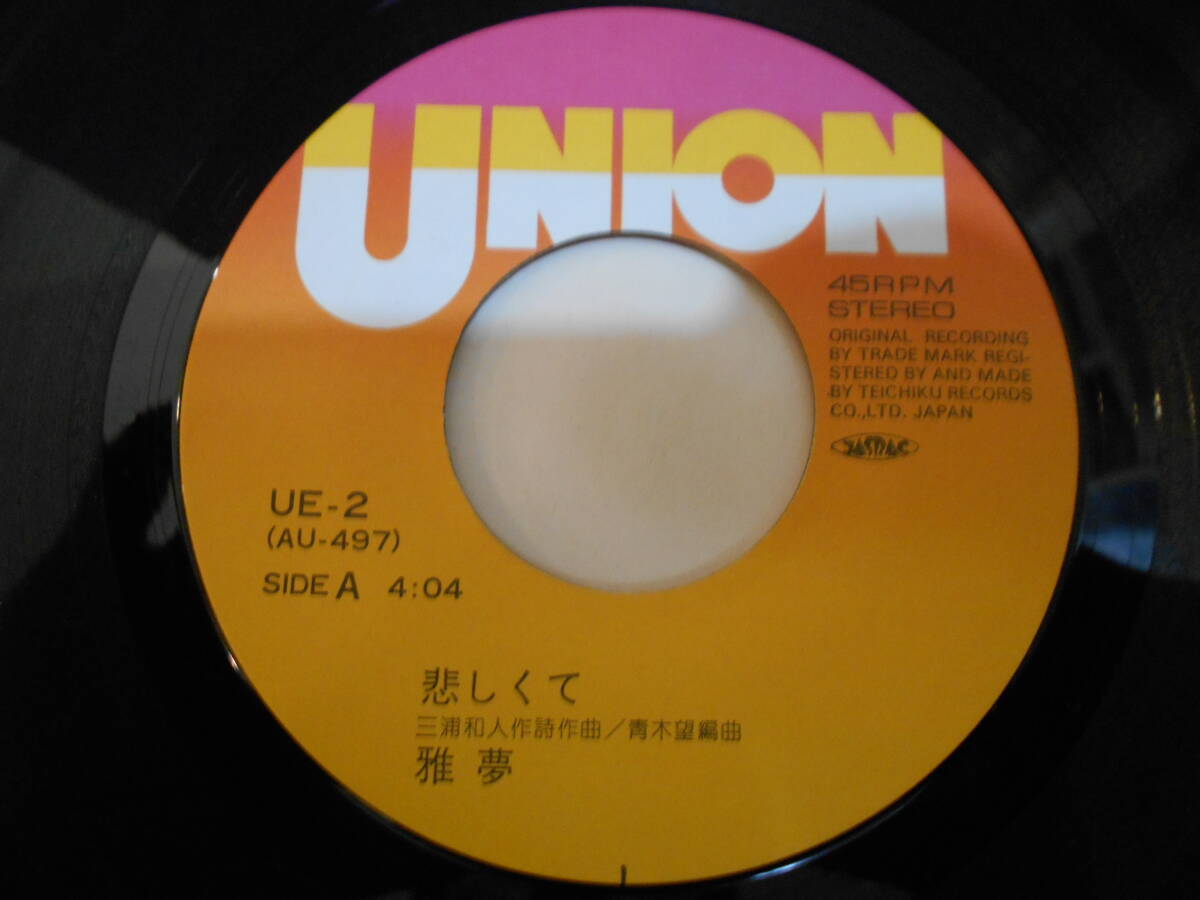 UNION
45RPM
STEREO
ORIGINAL RECORDING
BY TRADE MARK REGI-
STERED BY AND MADE
BY TEICHIKU RECORDS
CO.,LTD. JAPAN
JASRAC
UE-2
(AU-497)
SIDE A 4:04
悲しくて
三浦和人作詩作曲/青木望編曲
雅夢